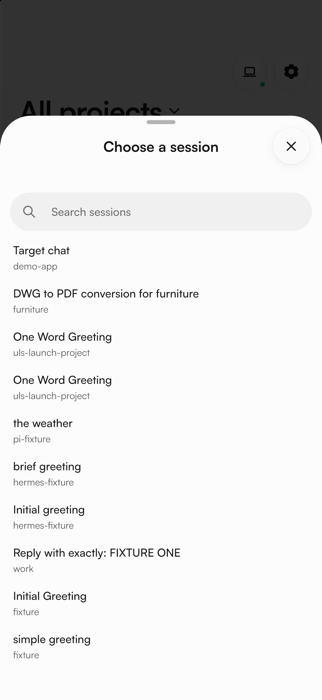 All projects
Choose a session
Search sessions
Target chat
demo-app
DWG to PDF conversion for furniture
furniture
One Word Greeting
uls-launch-project
One Word Greeting
uls-launch-project
the weather
pi-fixture
brief greeting
hermes-fixture
Initial greeting
hermes-fixture
Reply with exactly: FIXTURE ONE
work
Initial Greeting
fixture
simple greeting
fixture